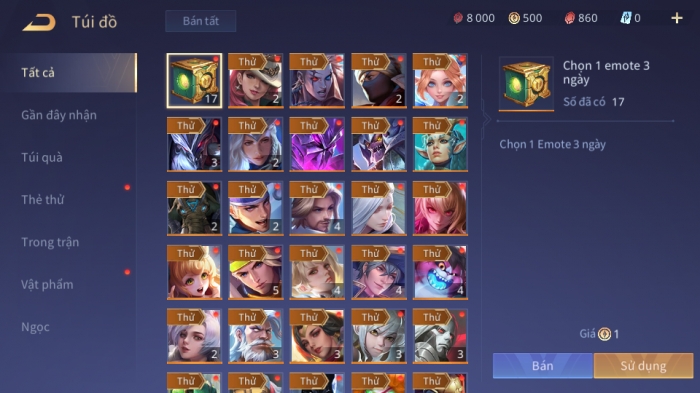 Túi đồ
Bán tất
8 000
500
860
0
Tất cả
Gần đây nhận
Túi quà
Thẻ thử
Trong trận
Vật phẩm
Ngọc
17
Thử 2
Thử 2
Thử 2
Thử 2
Thử 3
Thử 2
Thử
Thử
Thử
Thử 2
Thử 2
Thử 4
Thử
Thử
Thử
Thử 5
Thử 4
Thử 4
Thử 4
Thử 2
Thử 3
Thử 3
Thử 3
Thử 3
Thử
Thử
Thử
Thử
Thử
Chọn 1 emote 3
ngày
Số đã có 17
Chọn 1 Emote 3 ngày
Giá 1
Bán
Sử dụng